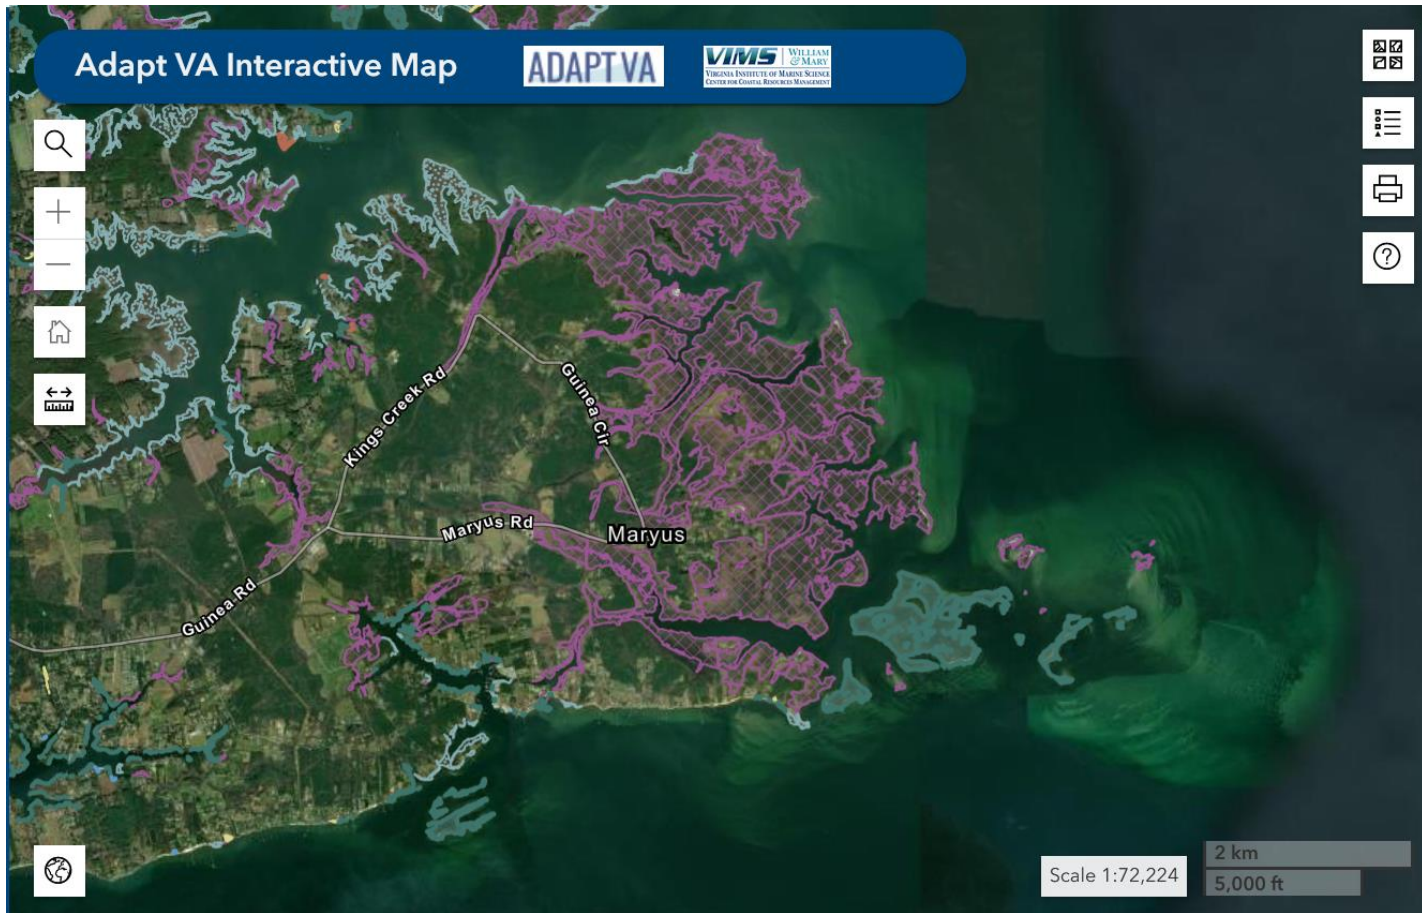 Adapt VA Interactive Map
ADAPT VA
VIMS
WILLIAM
& MARY
VIRGINIA INSTITUTE OF MARINE SCIENCE
CENTER FOR COASTAL RESOURCES MANAGEMENT
Kings Creek Rd
Guinea Cir
Maryus Rd
Maryus
Guinea Rd
Scale 1:72,224
2 km
5,000 ft